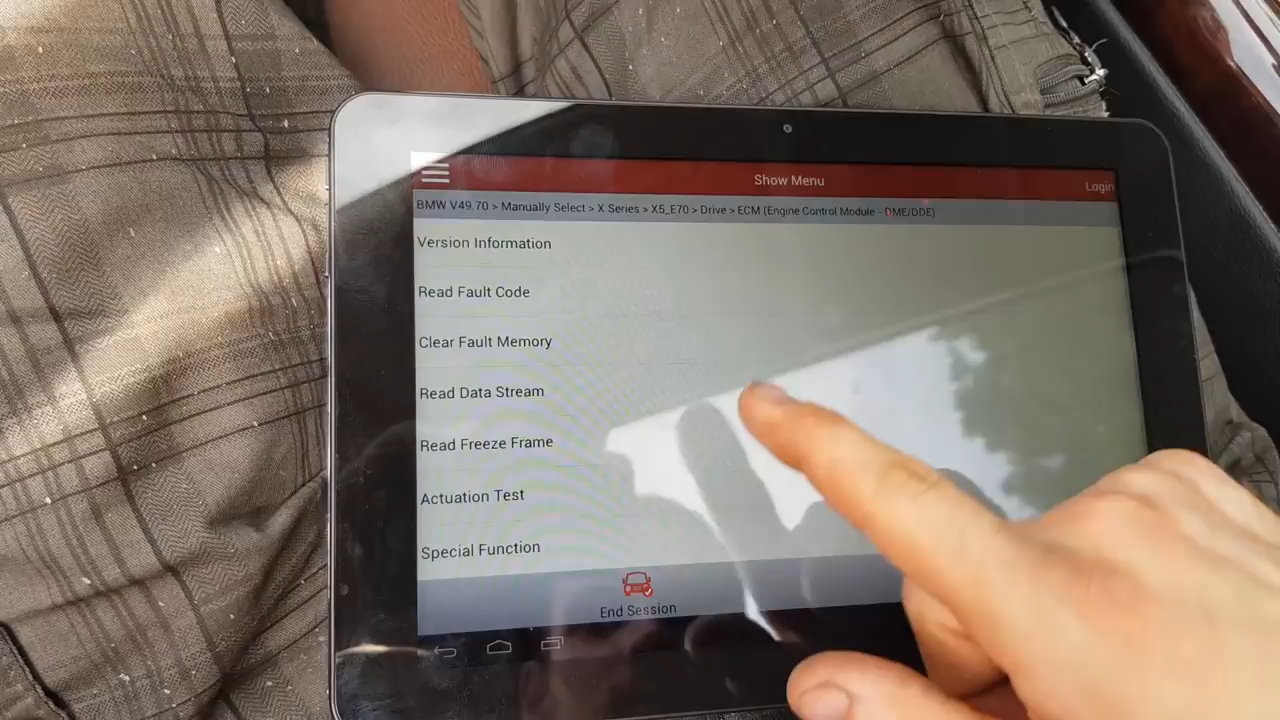 Show Menu
Login
BMW V49.70 > Manually Select > X Series > X5_E70 > Drive > ECM (Engine Control Module - DME/DDE)
Version Information
Read Fault Code
Clear Fault Memory
Read Data Stream
Read Freeze Frame
Actuation Test
Special Function
End Session